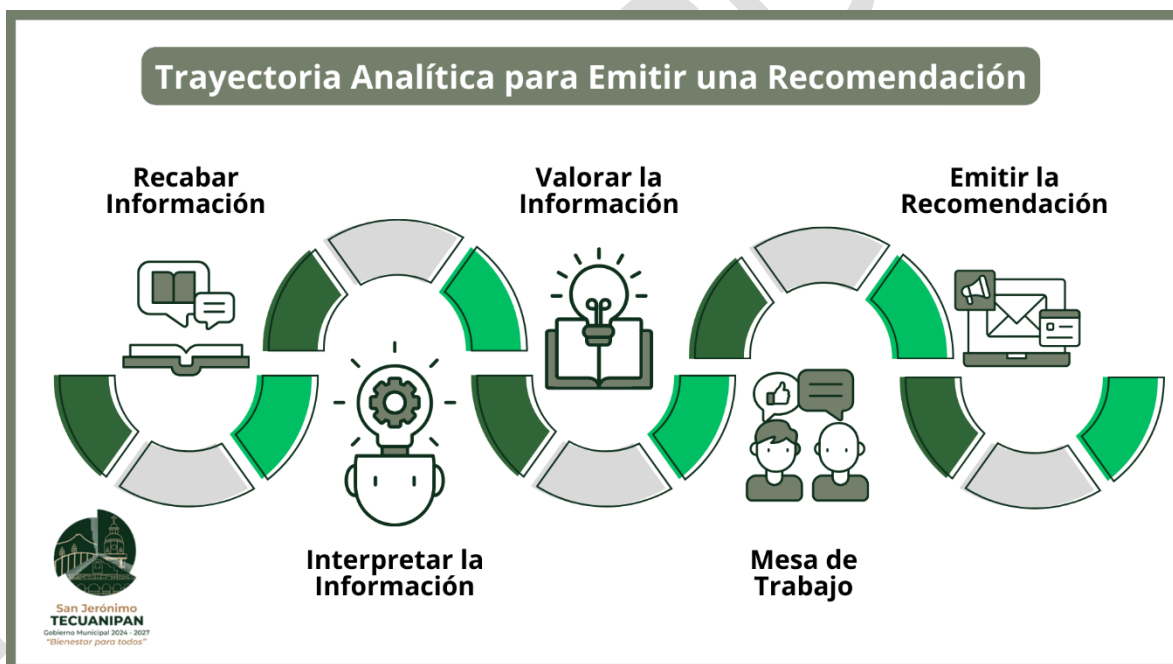 Trayectoria Analítica para Emitir una Recomendación
Recabar
Información
Valorar la
Información
Emitir la
Recomendación
Interpretar la
Información
Mesa de
Trabajo
San Jerónimo
TECUANIPAN
Gobierno Municipal 2024 - 2027
"Bienestar para todos"